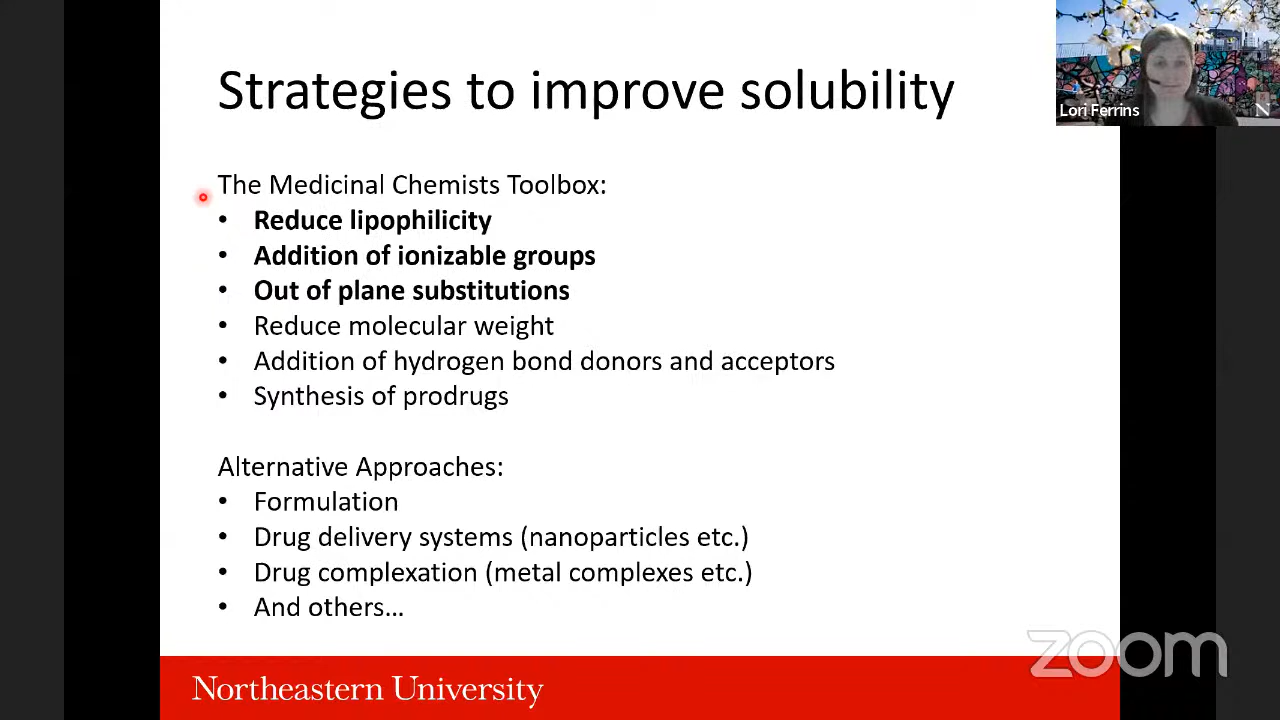 Strategies to improve solubility
Lori Ferrins
N
The Medicinal Chemists Toolbox:
• Reduce lipophilicity
• Addition of ionizable groups
• Out of plane substitutions
• Reduce molecular weight
• Addition of hydrogen bond donors and acceptors
• Synthesis of prodrugs
Alternative Approaches:
• Formulation
• Drug delivery systems (nanoparticles etc.)
• Drug complexation (metal complexes etc.)
• And others…
zoom
Northeastern University